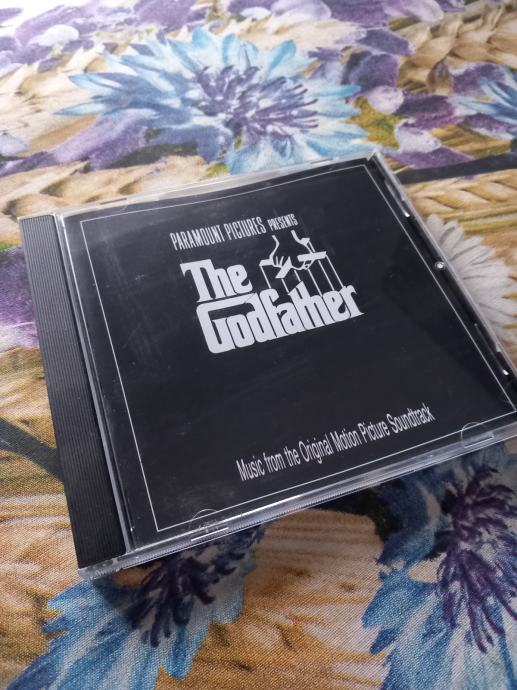 PARAMOUNT PICTURES PRESENTS
The
Godfather
Music from the Original Motion Picture Soundtrack